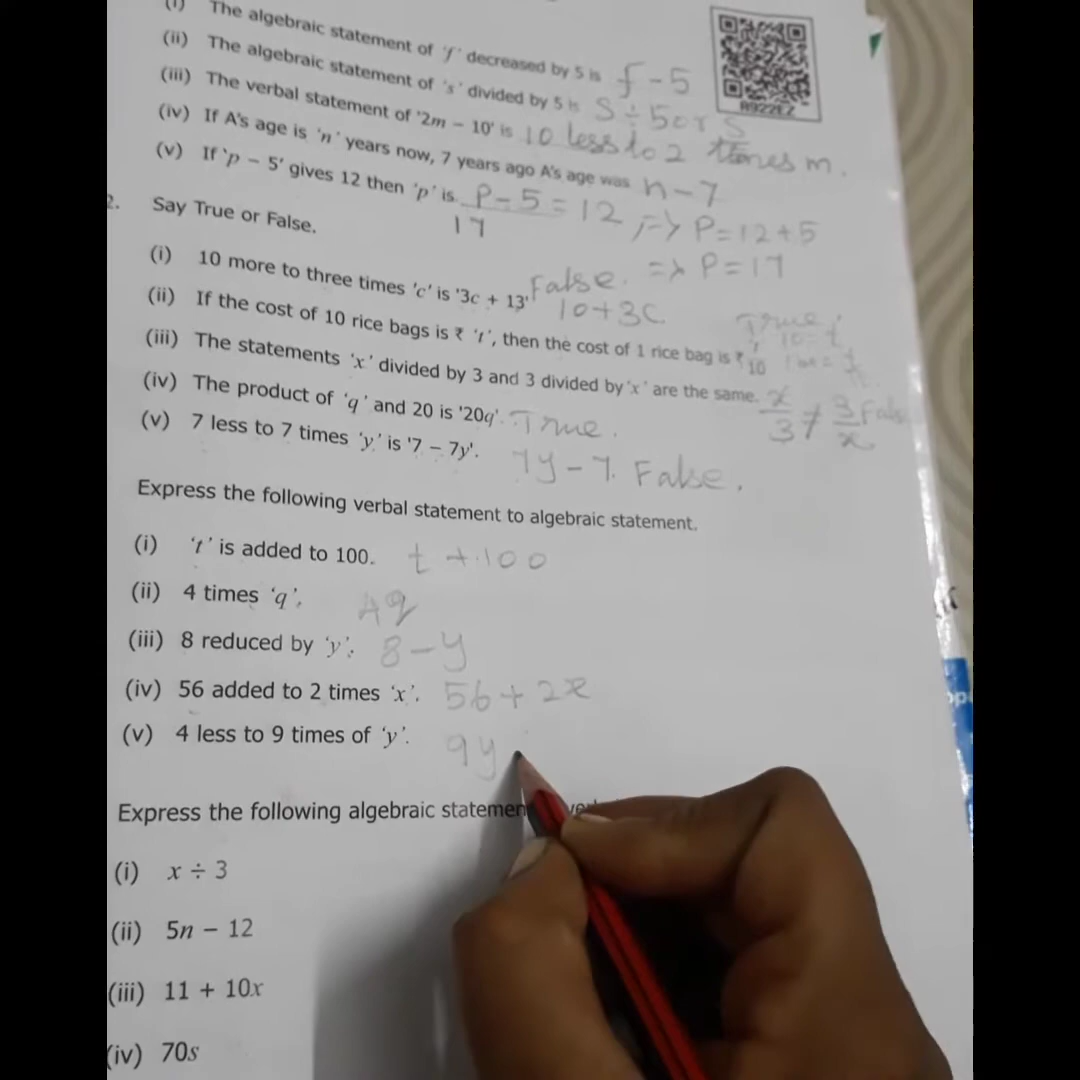 (i) The algebraic statement of 'f' decreased by 5 is f - 5
(ii) The algebraic statement of 's' divided by 5 is S ÷ 5 or S
(iii) The verbal statement of '2m - 10' is 10 less to 2 times m.
(iv) If A's age is 'n' years now, 7 years ago A's age was n - 7
(v) If 'p - 5' gives 12 then 'p' is P - 5 = 12, => P = 12 + 5
17 => P = 17
A922EZ
2. Say True or False.
(i) 10 more to three times 'c' is '3c + 13' False.
10 + 3C
(ii) If the cost of 10 rice bags is ₹ 't', then the cost of 1 rice bag is ₹ t/10 True
10 = t
(iii) The statements 'x' divided by 3 and 3 divided by 'x' are the same. x/3 ≠ 3/x Fals
(iv) The product of 'q' and 20 is '20q'. True.
(v) 7 less to 7 times 'y' is '7 - 7y'. 7y - 7. False.
Express the following verbal statement to algebraic statement.
(i) 't' is added to 100. t + 100
(ii) 4 times 'q'. 4q
(iii) 8 reduced by 'y'. 8 - y
(iv) 56 added to 2 times 'x'. 56 + 2x
(v) 4 less to 9 times of 'y'. 9y
Express the following algebraic statemen
(i) x ÷ 3
(ii) 5n - 12
(iii) 11 + 10x
(iv) 70s